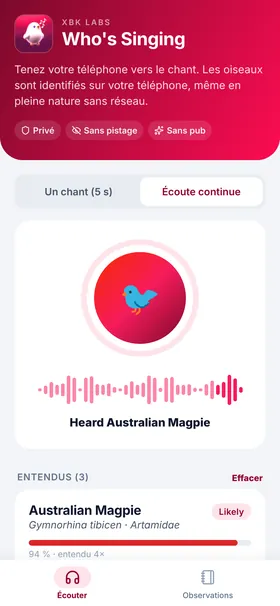 XBK LABS
Who's Singing
Tenez votre téléphone vers le chant. Les oiseaux
sont identifiés sur votre téléphone, même en
pleine nature sans réseau.
Privé
Sans pistage
Sans pub
Un chant (5 s)
Écoute continue
Heard Australian Magpie
ENTENDUS (3)
Effacer
Australian Magpie
Likely
Gymnorhina tibicen · Artamidae
94 % · entendu 4×
Écouter
Observations